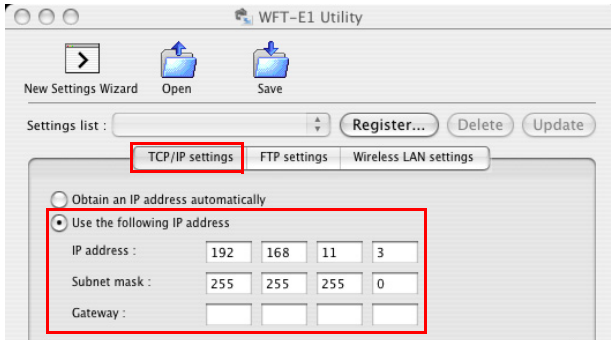 WFT-E1 Utility
New Settings Wizard Open Save
Settings list : Register... Delete Update
TCP/IP settings FTP settings Wireless LAN settings
Obtain an IP address automatically
Use the following IP address
IP address : 192 168 11 3
Subnet mask : 255 255 255 0
Gateway :